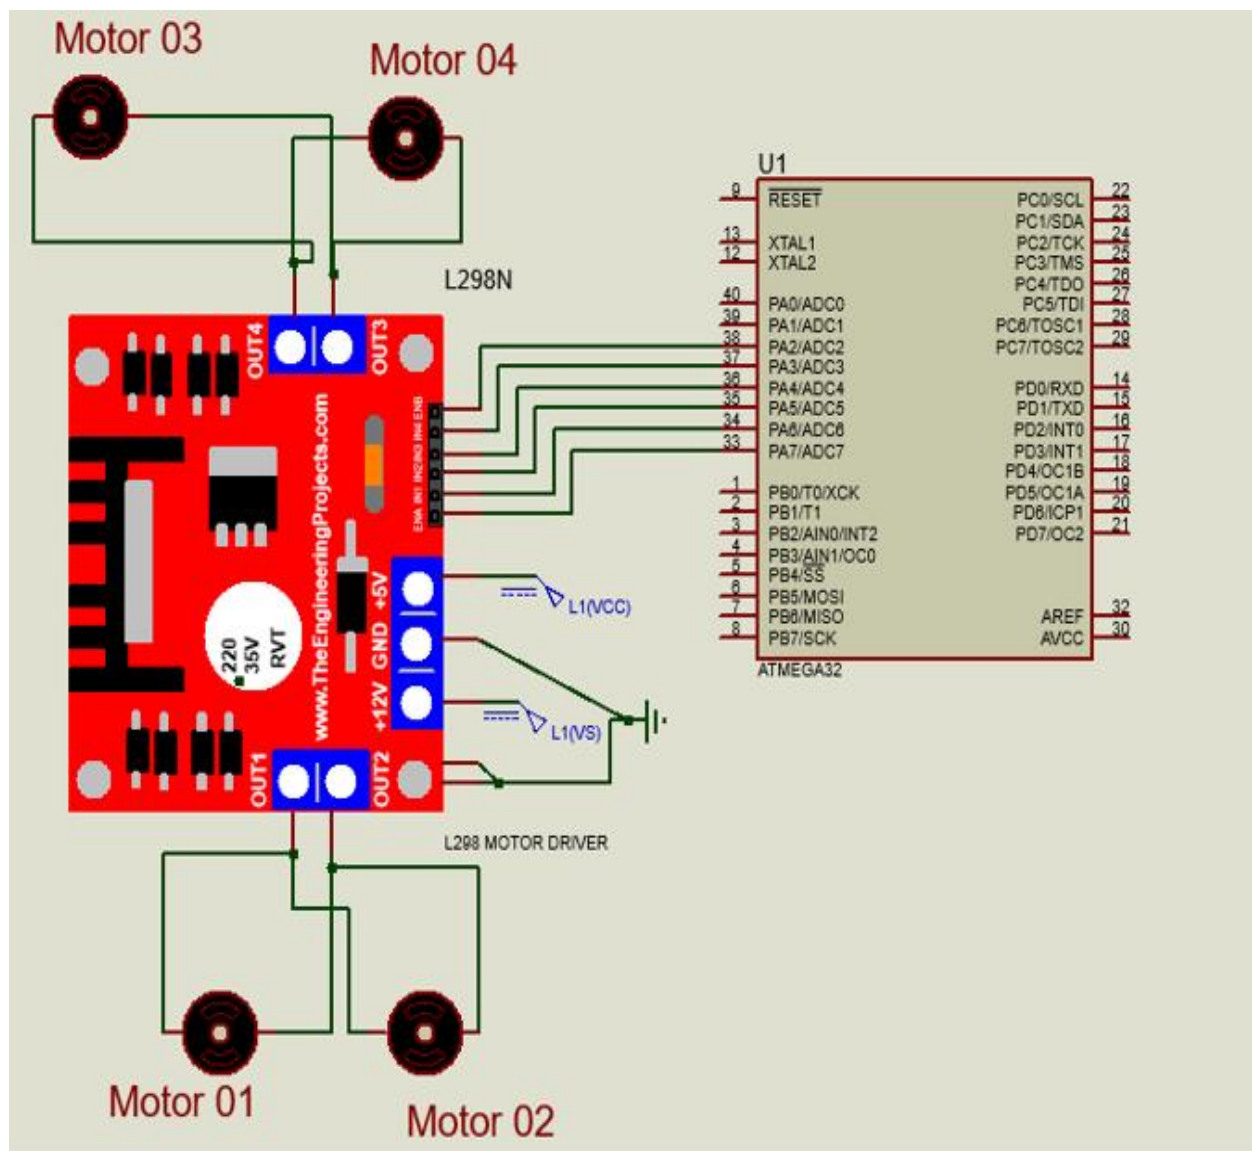 Motor 03
Motor 04
L298N
OUT4
OUT3
www.TheEngineeringProjects.com
ENA IN1 IN2 IN3 IN4 ENB
+5V
GND
+12V
220
35V
RVT
OUT1
OUT2
L1(VCC)
L1(VS)
L298 MOTOR DRIVER
Motor 01
Motor 02
U1
9 RESET
13 XTAL1
12 XTAL2
40 PA0/ADC0
39 PA1/ADC1
38 PA2/ADC2
37 PA3/ADC3
36 PA4/ADC4
35 PA5/ADC5
34 PA6/ADC6
33 PA7/ADC7
1 PB0/T0/XCK
2 PB1/T1
3 PB2/AIN0/INT2
4 PB3/AIN1/OC0
5 PB4/SS
6 PB5/MOSI
7 PB6/MISO
8 PB7/SCK
PC0/SCL 22
PC1/SDA 23
PC2/TCK 24
PC3/TMS 25
PC4/TDO 26
PC5/TDI 27
PC6/TOSC1 28
PC7/TOSC2 29
PD0/RXD 14
PD1/TXD 15
PD2/INT0 16
PD3/INT1 17
PD4/OC1B 18
PD5/OC1A 19
PD6/ICP1 20
PD7/OC2 21
AREF 32
AVCC 30
ATMEGA32